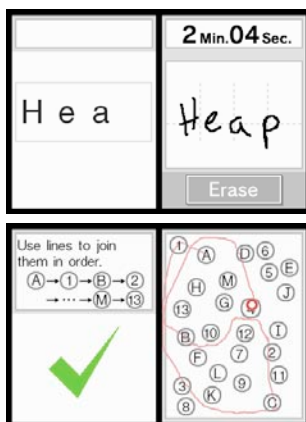 2 Min. 04 Sec.
H e a
Heap
Erase
Use lines to join
them in order.
A→1→B→2
→…→M→13
1 A D 6
5 E
H M J
13 G
B 10 12 I
F 7 2
L 11
3 9
K C
8